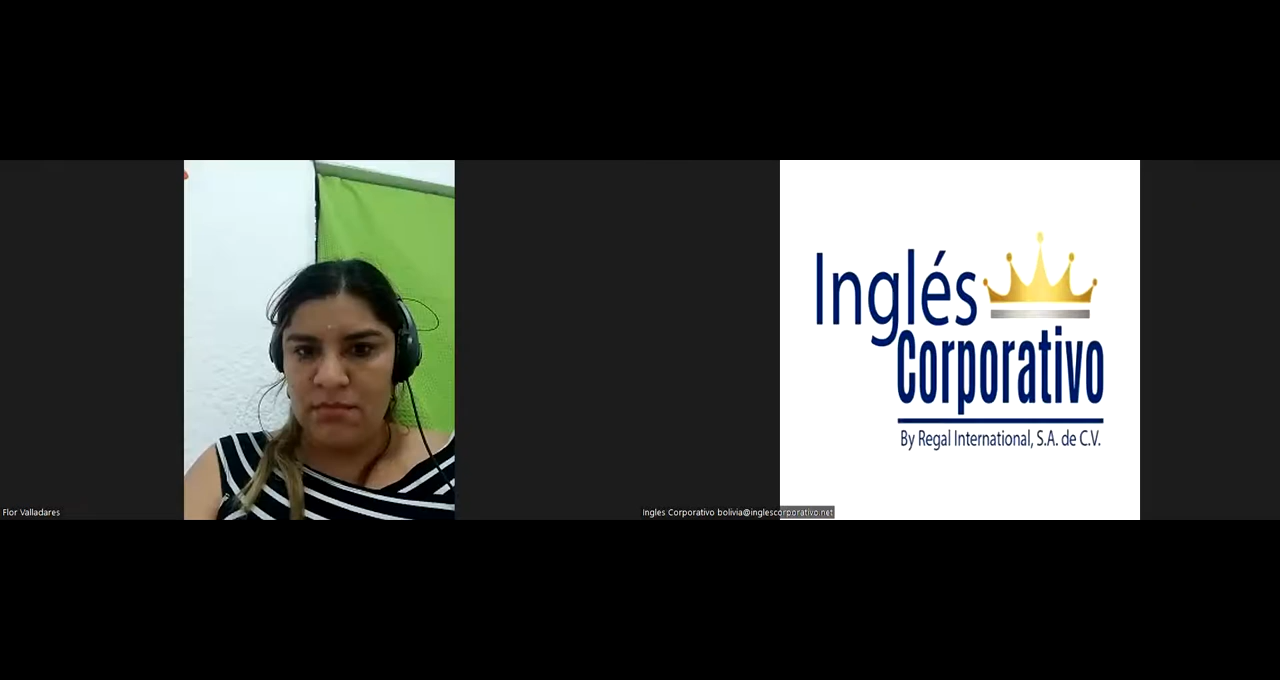 Inglés
Corporativo
By Regal International, S.A. de C.V.
Flor Valladares
Ingles Corporativo bolivia@inglescorporativo.net